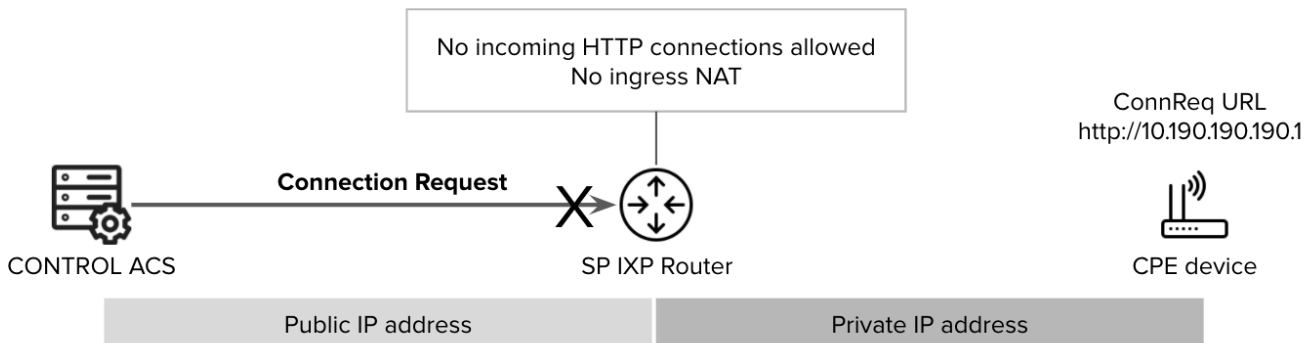 No incoming HTTP connections allowed
No ingress NAT
ConnReq URL
http://10.190.190.190.1
Connection Request
X
CONTROL ACS
SP IXP Router
CPE device
Public IP address
Private IP address